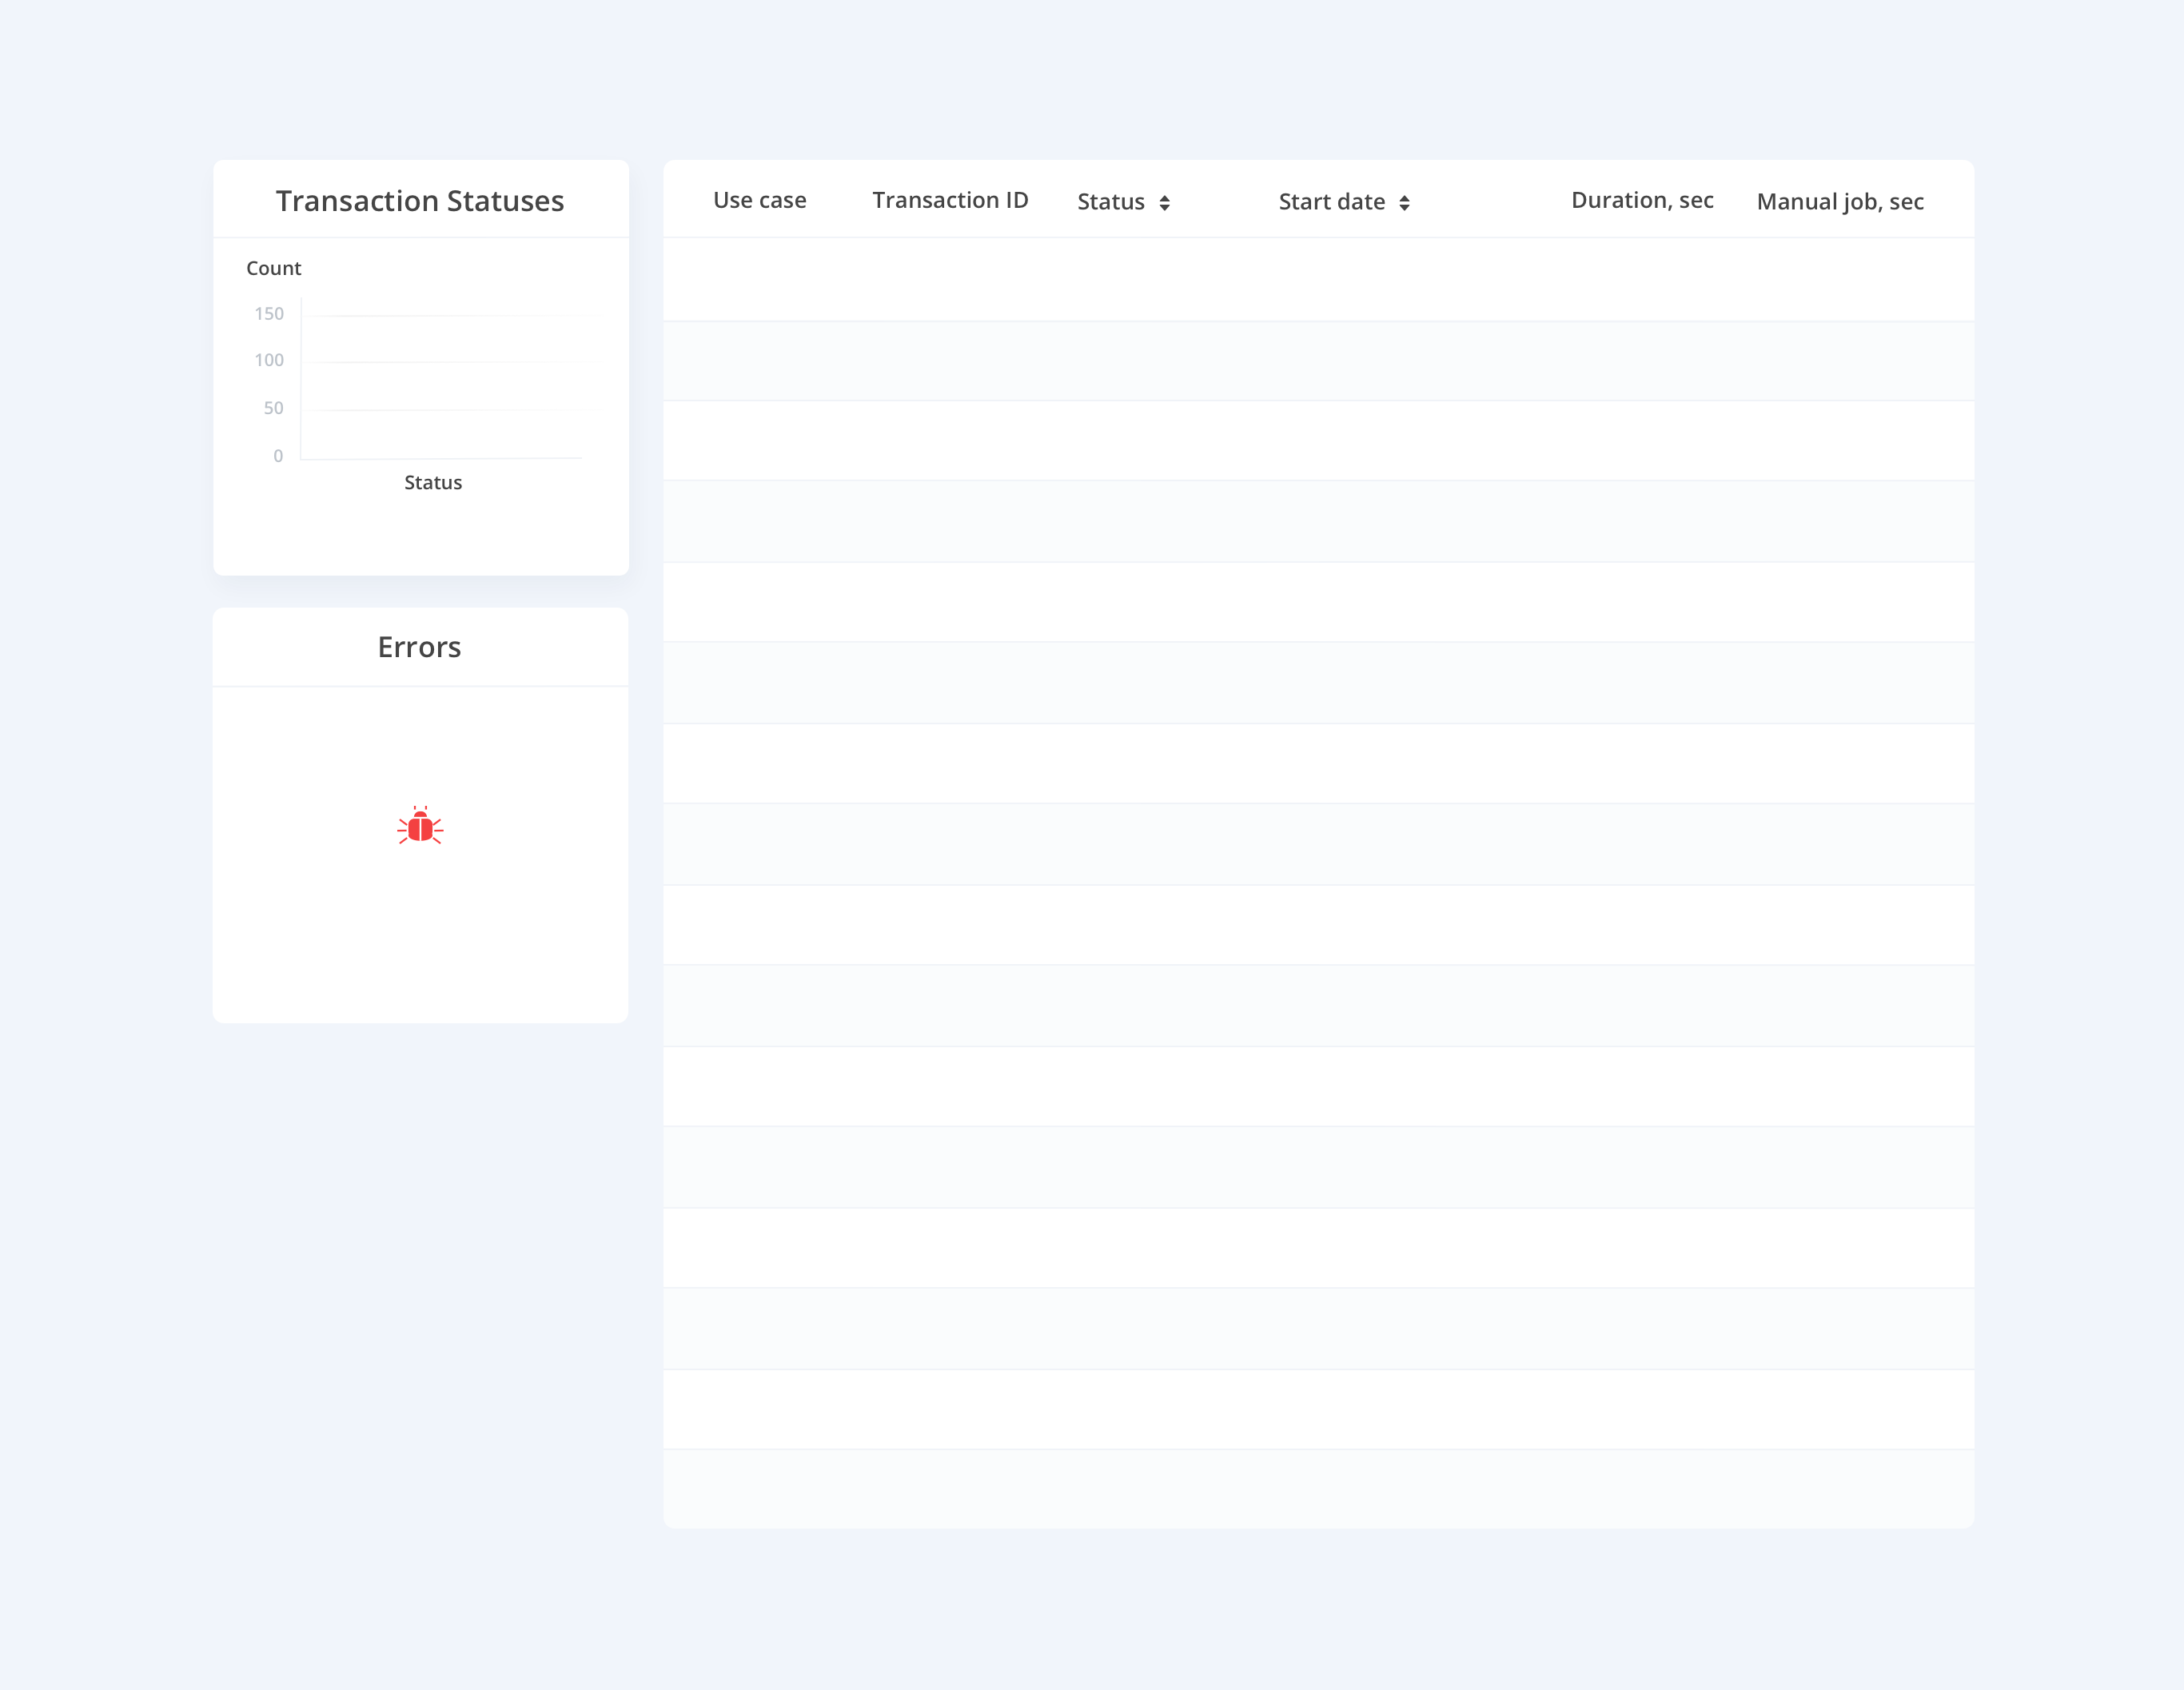 Transaction Statuses
Count
150
100
50
0
Status
Errors
Use case Transaction ID Status Start date Duration, sec Manual job, sec